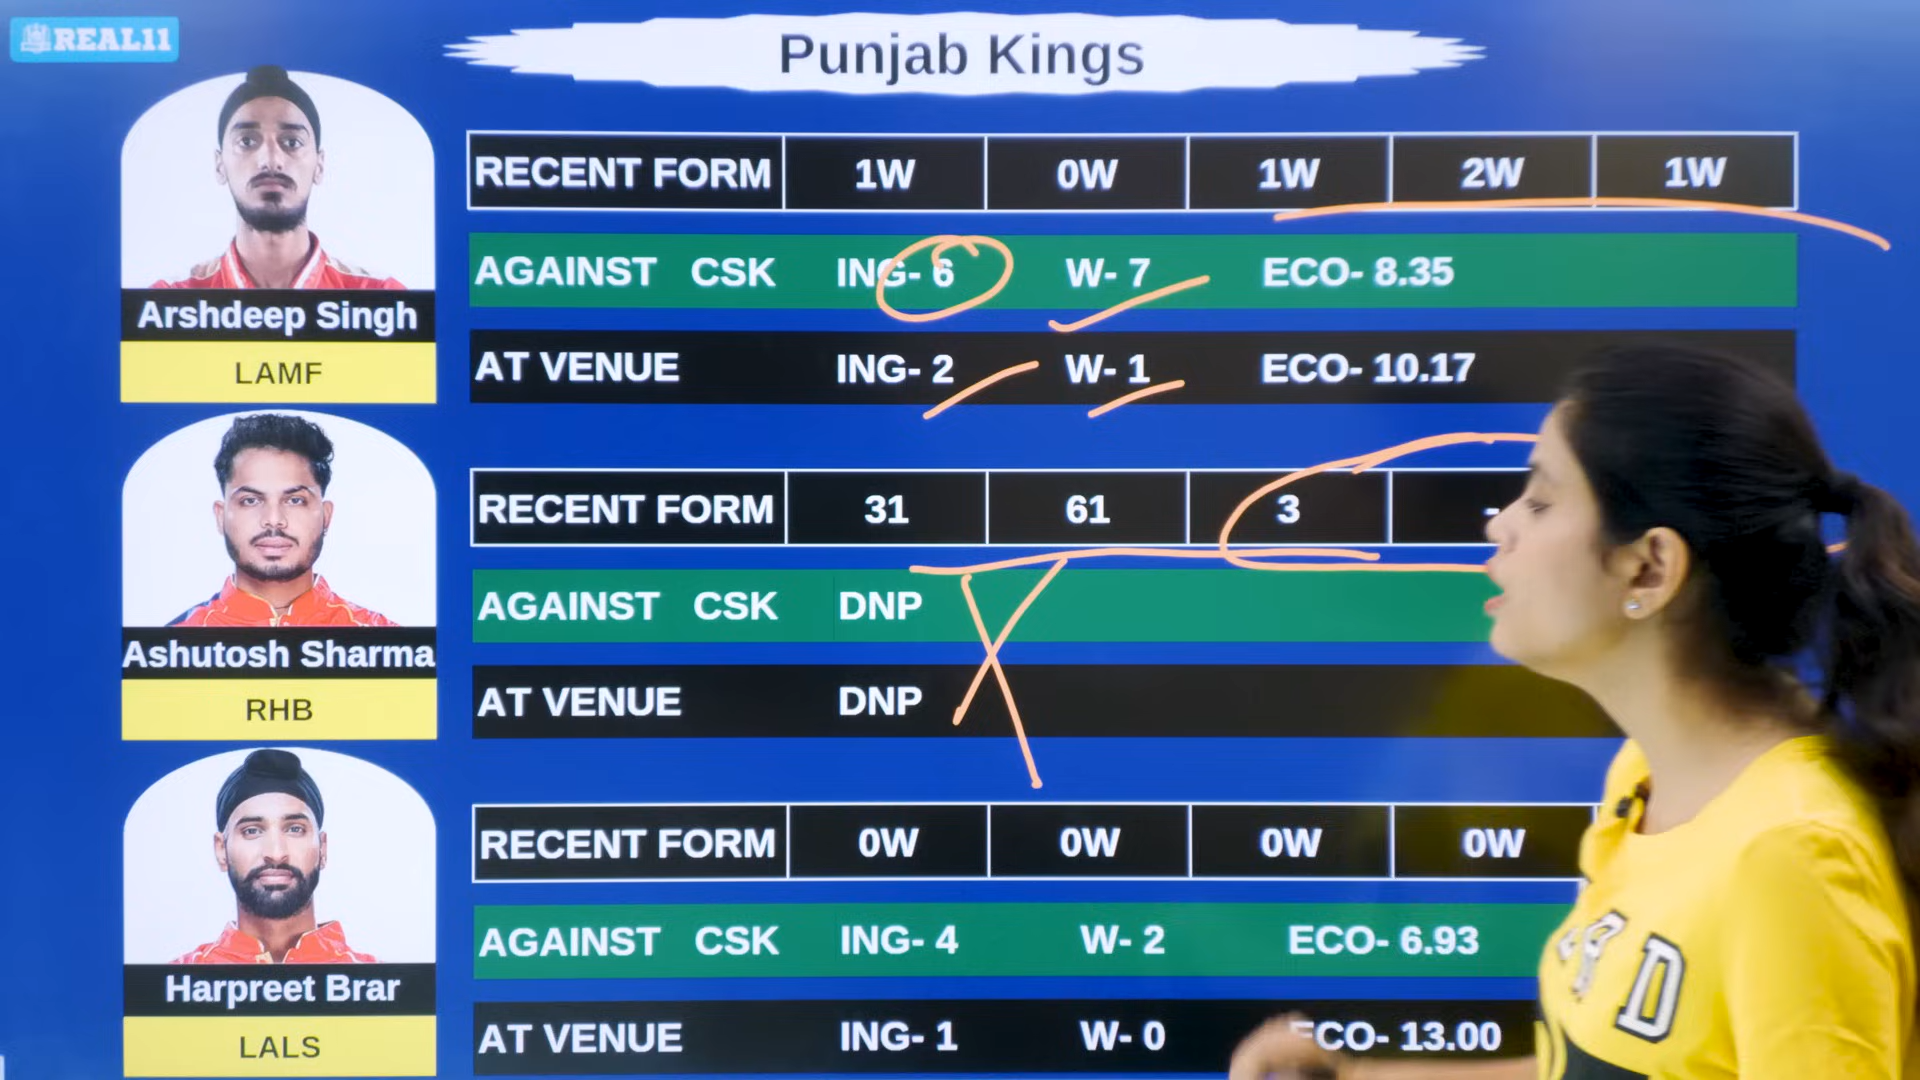 REAL11
Punjab Kings
RECENT FORM 1W 0W 1W 2W 1W
AGAINST CSK ING- 6 W- 7 ECO- 8.35
AT VENUE ING- 2 W- 1 ECO- 10.17
Arshdeep Singh
LAMF
RECENT FORM 31 61 3 -
AGAINST CSK DNP
AT VENUE DNP
Ashutosh Sharma
RHB
RECENT FORM 0W 0W 0W 0W
AGAINST CSK ING- 4 W- 2 ECO- 6.93
AT VENUE ING- 1 W- 0 ECO- 13.00
Harpreet Brar
LALS